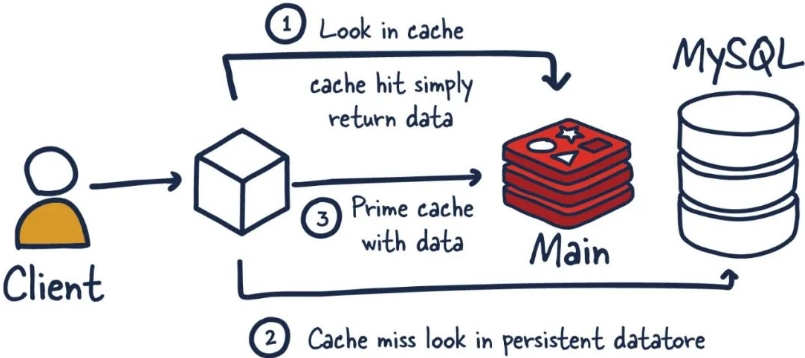 1 Look in cache
cache hit simply
return data
MySQL
3 Prime cache
with data
Main
Client
2 Cache miss look in persistent datatore